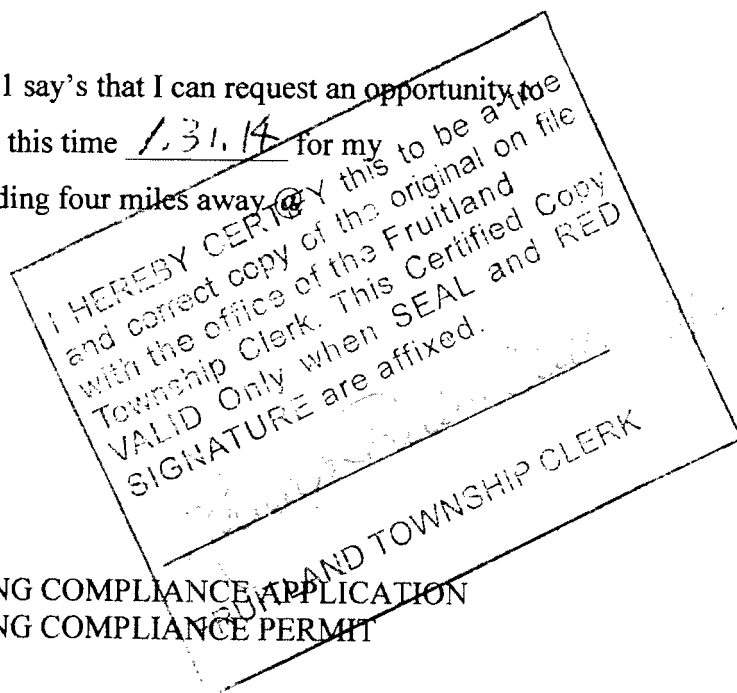 1 say's that I can request an opportunity to
this time 1.31.14 for my
ding four miles away @
I HEREBY CERTIFY this to be a true
and correct copy of the original on file
with the office of the Fruitland
Township Clerk. This Certified Copy
VALID Only when SEAL and RED
SIGNATURE are affixed.
FRUITLAND TOWNSHIP CLERK
NG COMPLIANCE APPLICATION
NG COMPLIANCE PERMIT